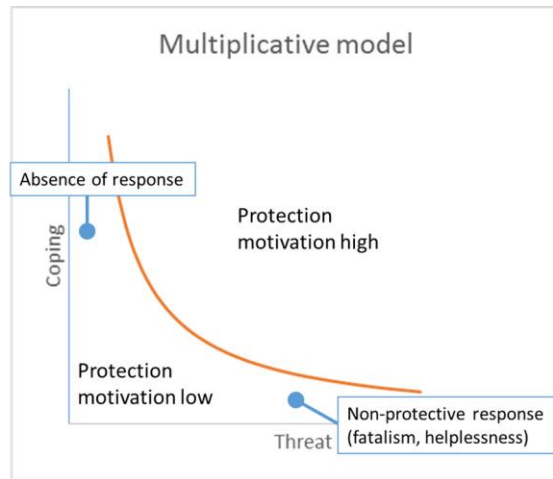 Multiplicative model
Absence of response
Protection
motivation high
Coping
Protection
motivation low
Non-protective response
(fatalism, helplessness)
Threat